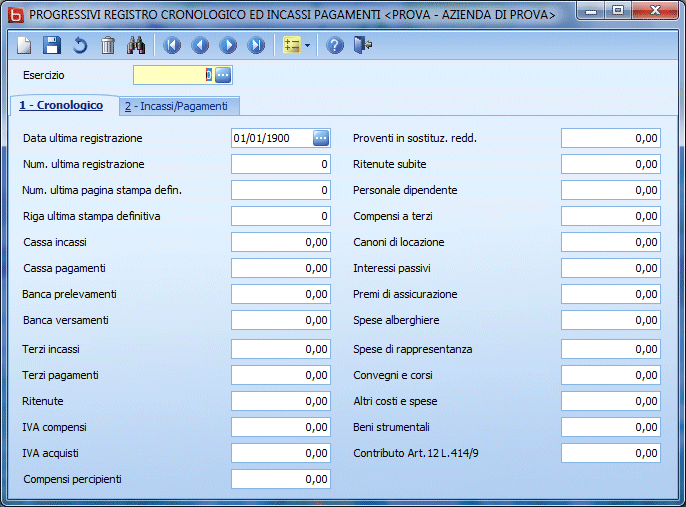 PROGRESSIVI REGISTRO CRONOLOGICO ED INCASSI PAGAMENTI <PROVA - AZIENDA DI PROVA>
Esercizio 0
1 - Cronologico 2 - Incassi/Pagamenti
Data ultima registrazione 01/01/1900
Num. ultima registrazione 0
Num. ultima pagina stampa defin. 0
Riga ultima stampa definitiva 0
Cassa incassi 0,00
Cassa pagamenti 0,00
Banca prelevamenti 0,00
Banca versamenti 0,00
Terzi incassi 0,00
Terzi pagamenti 0,00
Ritenute 0,00
IVA compensi 0,00
IVA acquisti 0,00
Compensi percipienti 0,00
Proventi in sostituz. redd. 0,00
Ritenute subite 0,00
Personale dipendente 0,00
Compensi a terzi 0,00
Canoni di locazione 0,00
Interessi passivi 0,00
Premi di assicurazione 0,00
Spese alberghiere 0,00
Spese di rappresentanza 0,00
Convegni e corsi 0,00
Altri costi e spese 0,00
Beni strumentali 0,00
Contributo Art.12 L.414/9 0,00